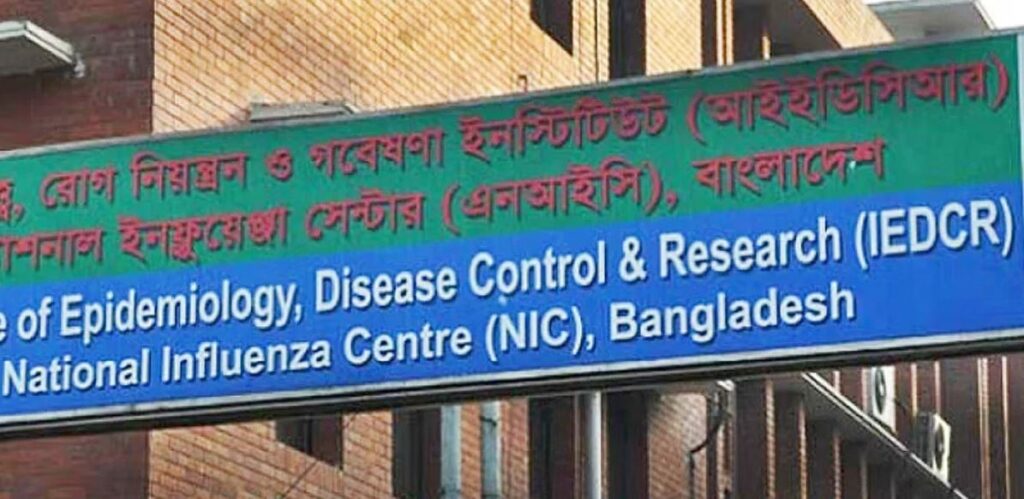 রোগ নিয়ন্ত্রন ও গবেষণা ইনস্টিটিউট (আইইডিসিআর)
ইনফ্লুয়েঞ্জা সেন্টার (এনআইসি), বাংলাদেশ
of Epidemiology, Disease Control & Research (IEDCR)
National Influenza Centre (NIC), Bangladesh